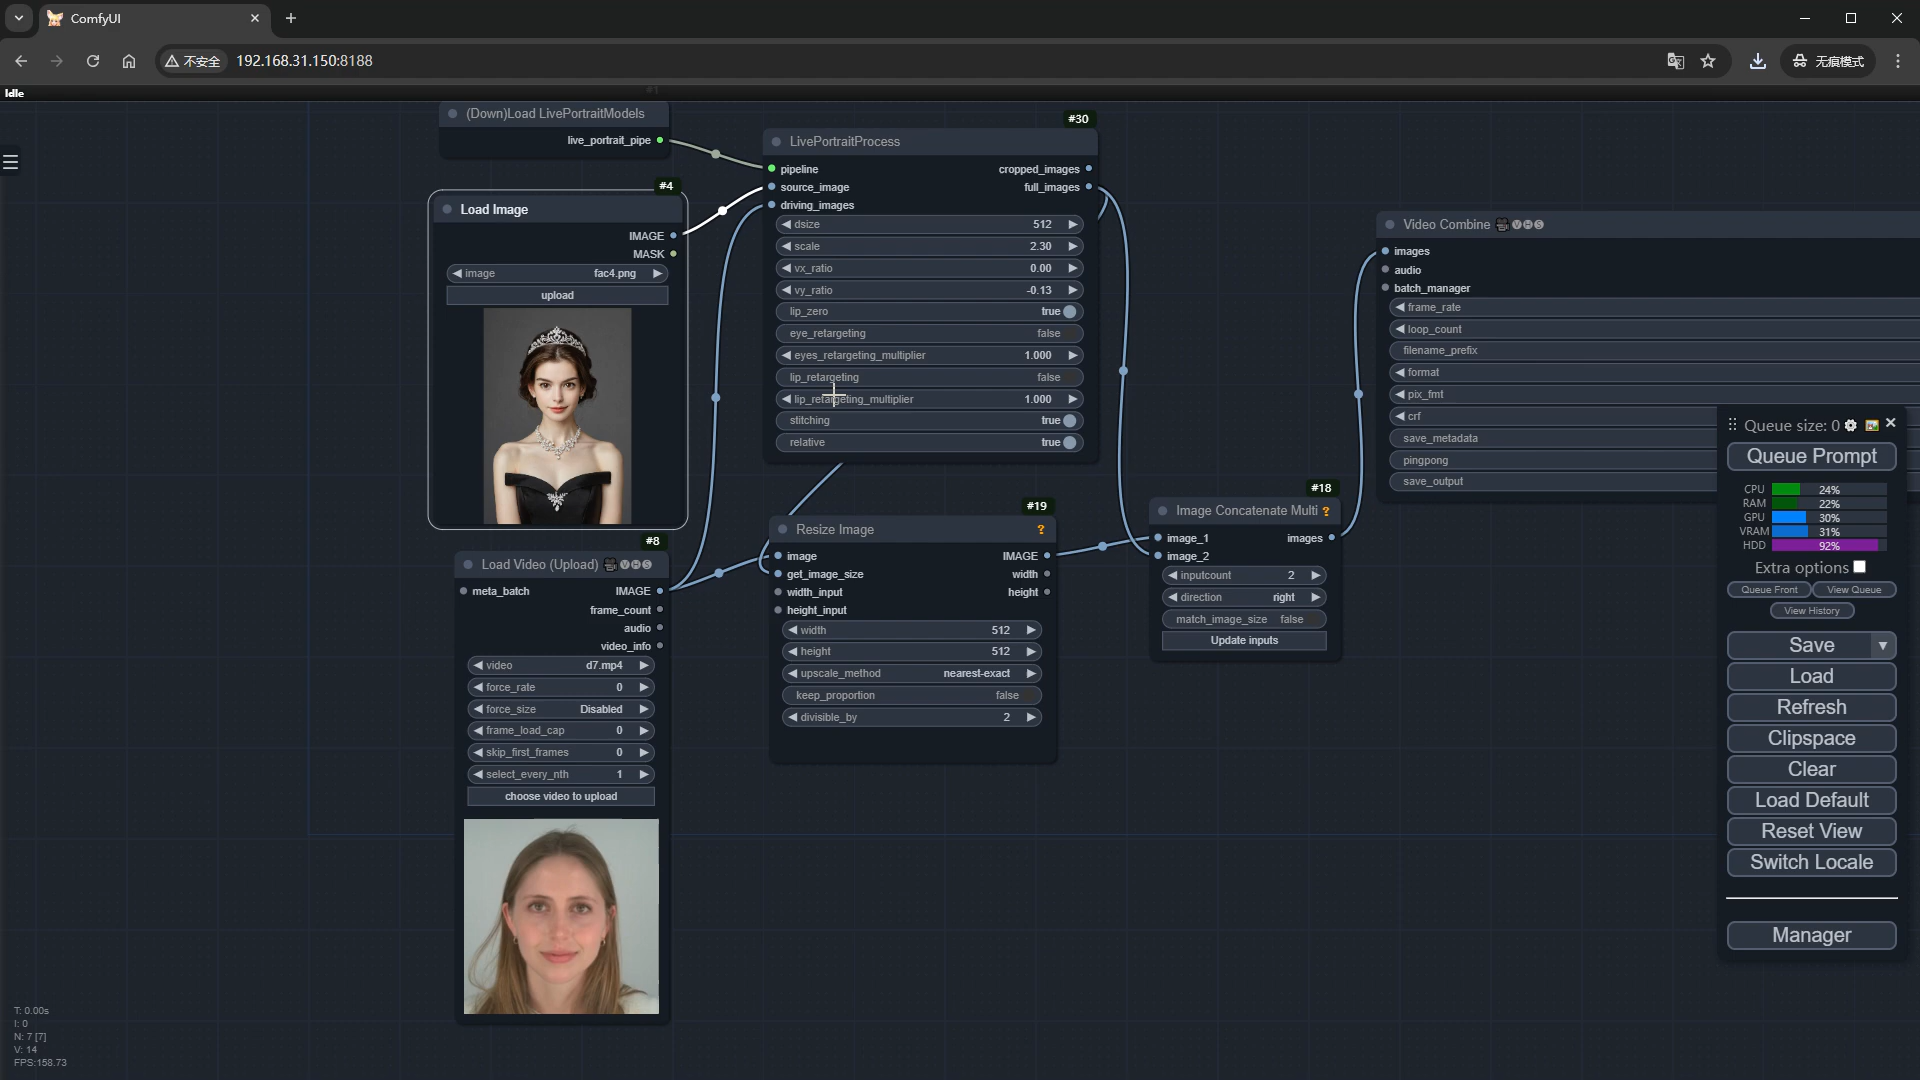 ComfyUI
不安全
192.168.31.150:8188
无痕模式
Idle
#1
(Down)Load LivePortraitModels
live_portrait_pipe
#30
LivePortraitProcess
pipeline
cropped_images
source_image
full_images
driving_images
dsize 512
scale 2.30
vx_ratio 0.00
vy_ratio -0.13
lip_zero true
eye_retargeting false
eyes_retargeting_multiplier 1.000
lip_retargeting false
lip_retargeting_multiplier 1.000
stitching true
relative true
#4
Load Image
IMAGE
MASK
image fac4.png
upload
#8
Load Video (Upload) VHS
meta_batch
IMAGE
frame_count
audio
video_info
video d7.mp4
force_rate 0
force_size Disabled
frame_load_cap 0
skip_first_frames 0
select_every_nth 1
choose video to upload
#19
Resize Image ?
image
IMAGE
get_image_size
width
width_input
height
height_input
width 512
height 512
upscale_method nearest-exact
keep_proportion false
divisible_by 2
#18
Image Concatenate Multi ?
image_1
images
image_2
inputcount 2
direction right
match_image_size false
Update inputs
Video Combine VHS
images
audio
batch_manager
frame_rate
loop_count
filename_prefix
format
pix_fmt
crf
save_metadata
pingpong
save_output
Queue size: 0
Queue Prompt
CPU 24%
RAM 22%
GPU 30%
VRAM 31%
HDD 92%
Extra options
Queue Front
View Queue
View History
Save
Load
Refresh
Clipspace
Clear
Load Default
Reset View
Switch Locale
Manager
T: 0.00s
I: 0
N: 7 [7]
V: 14
FPS:158.73